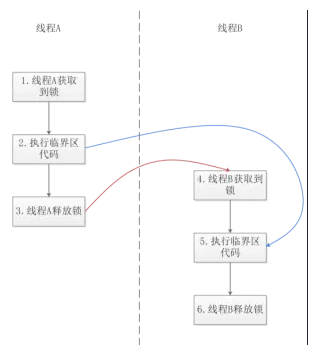 线程A
线程B
1.线程A获取
到锁
2.执行临界区
代码
3.线程A释放锁
4.线程B获取到
锁
5.执行临界区
代码
6.线程B释放锁